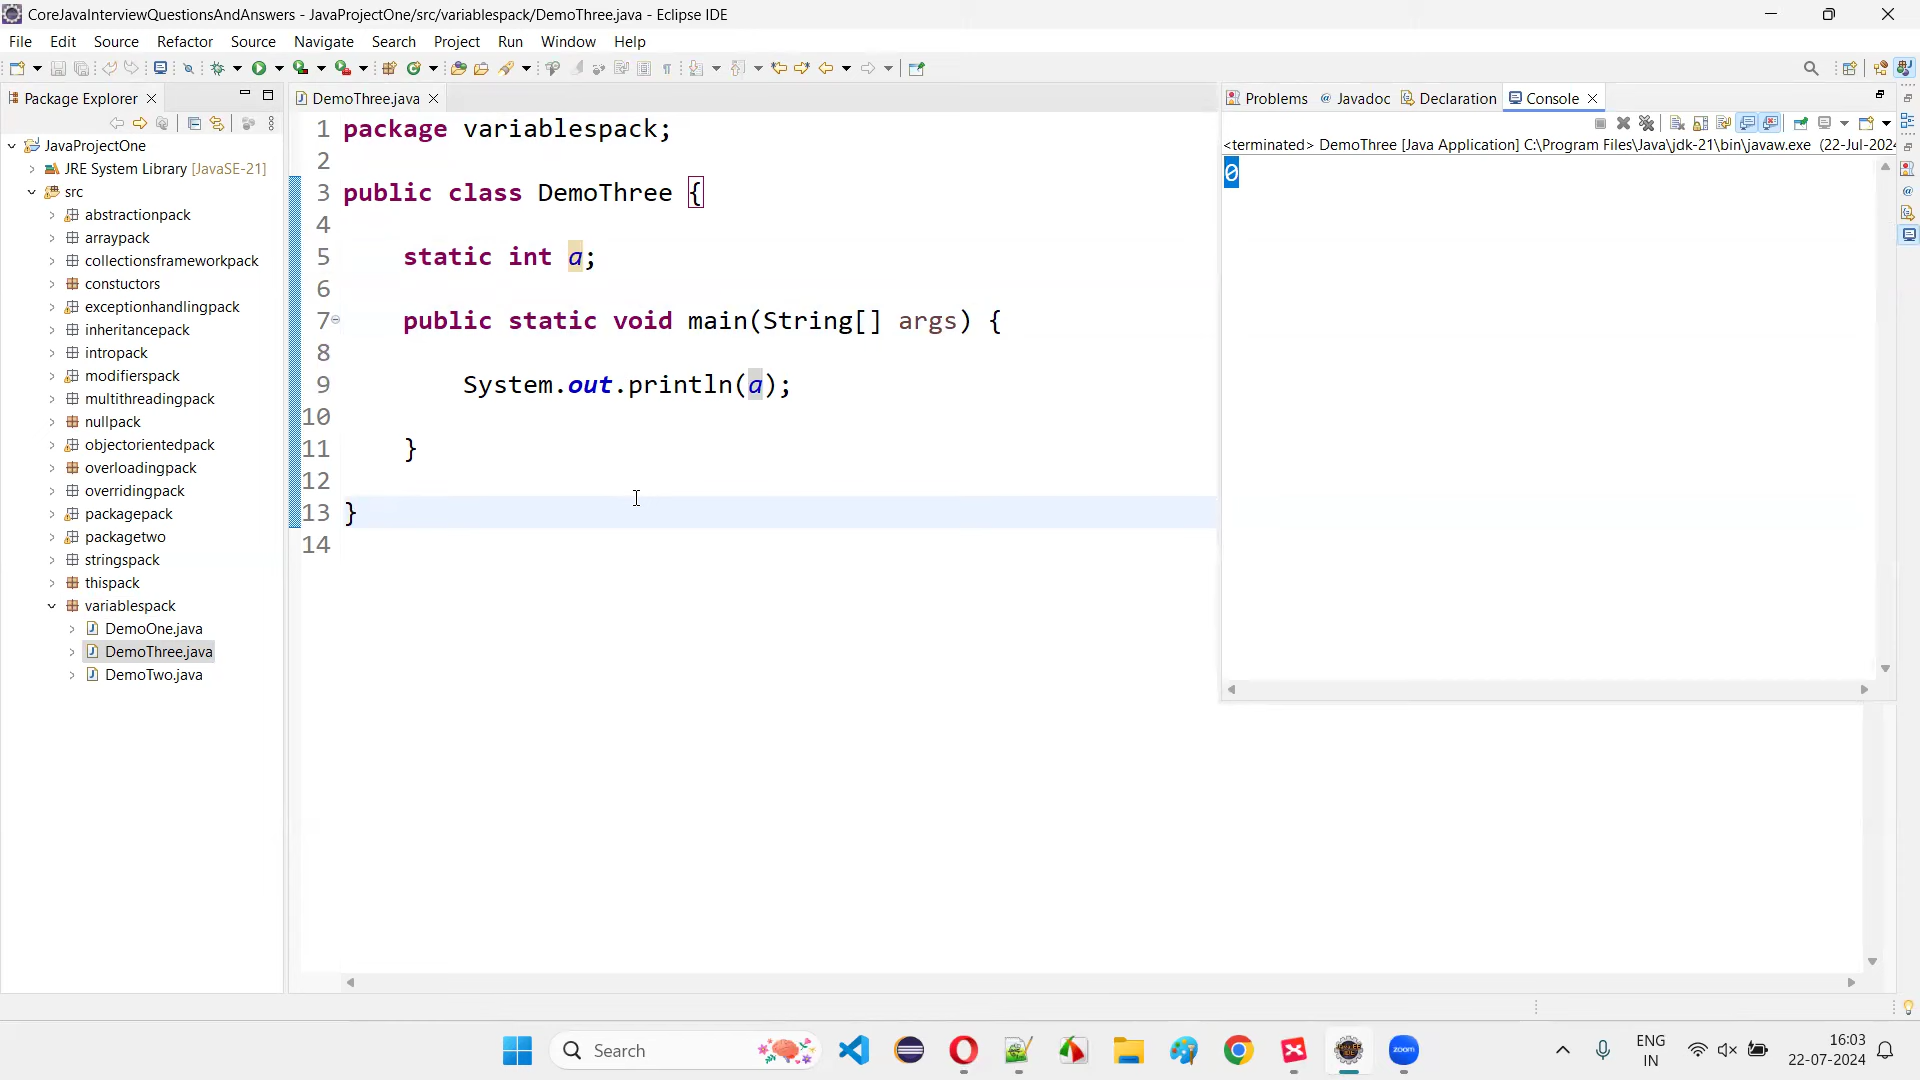 CoreJavaInterviewQuestionsAndAnswers - JavaProjectOne/src/variablespack/DemoThree.java - Eclipse IDE
File Edit Source Refactor Source Navigate Search Project Run Window Help
Package Explorer
JavaProjectOne
JRE System Library [JavaSE-21]
src
abstractionpack
arraypack
collectionsframeworkpack
constuctors
exceptionhandlingpack
inheritancepack
intropack
modifierspack
multithreadingpack
nullpack
objectorientedpack
overloadingpack
overridingpack
packagepack
packagetwo
stringspack
thispack
variablespack
DemoOne.java
DemoThree.java
DemoTwo.java
DemoThree.java
1 package variablespack;
2
3 public class DemoThree {
4
5 static int a;
6
7 public static void main(String[] args) {
8
9 System.out.println(a);
10
11 }
12
13 }
14
Problems Javadoc Declaration Console
<terminated> DemoThree [Java Application] C:\Program Files\Java\jdk-21\bin\javaw.exe (22-Jul-2024
0
Search
zoom
ENG
IN
16:03
22-07-2024